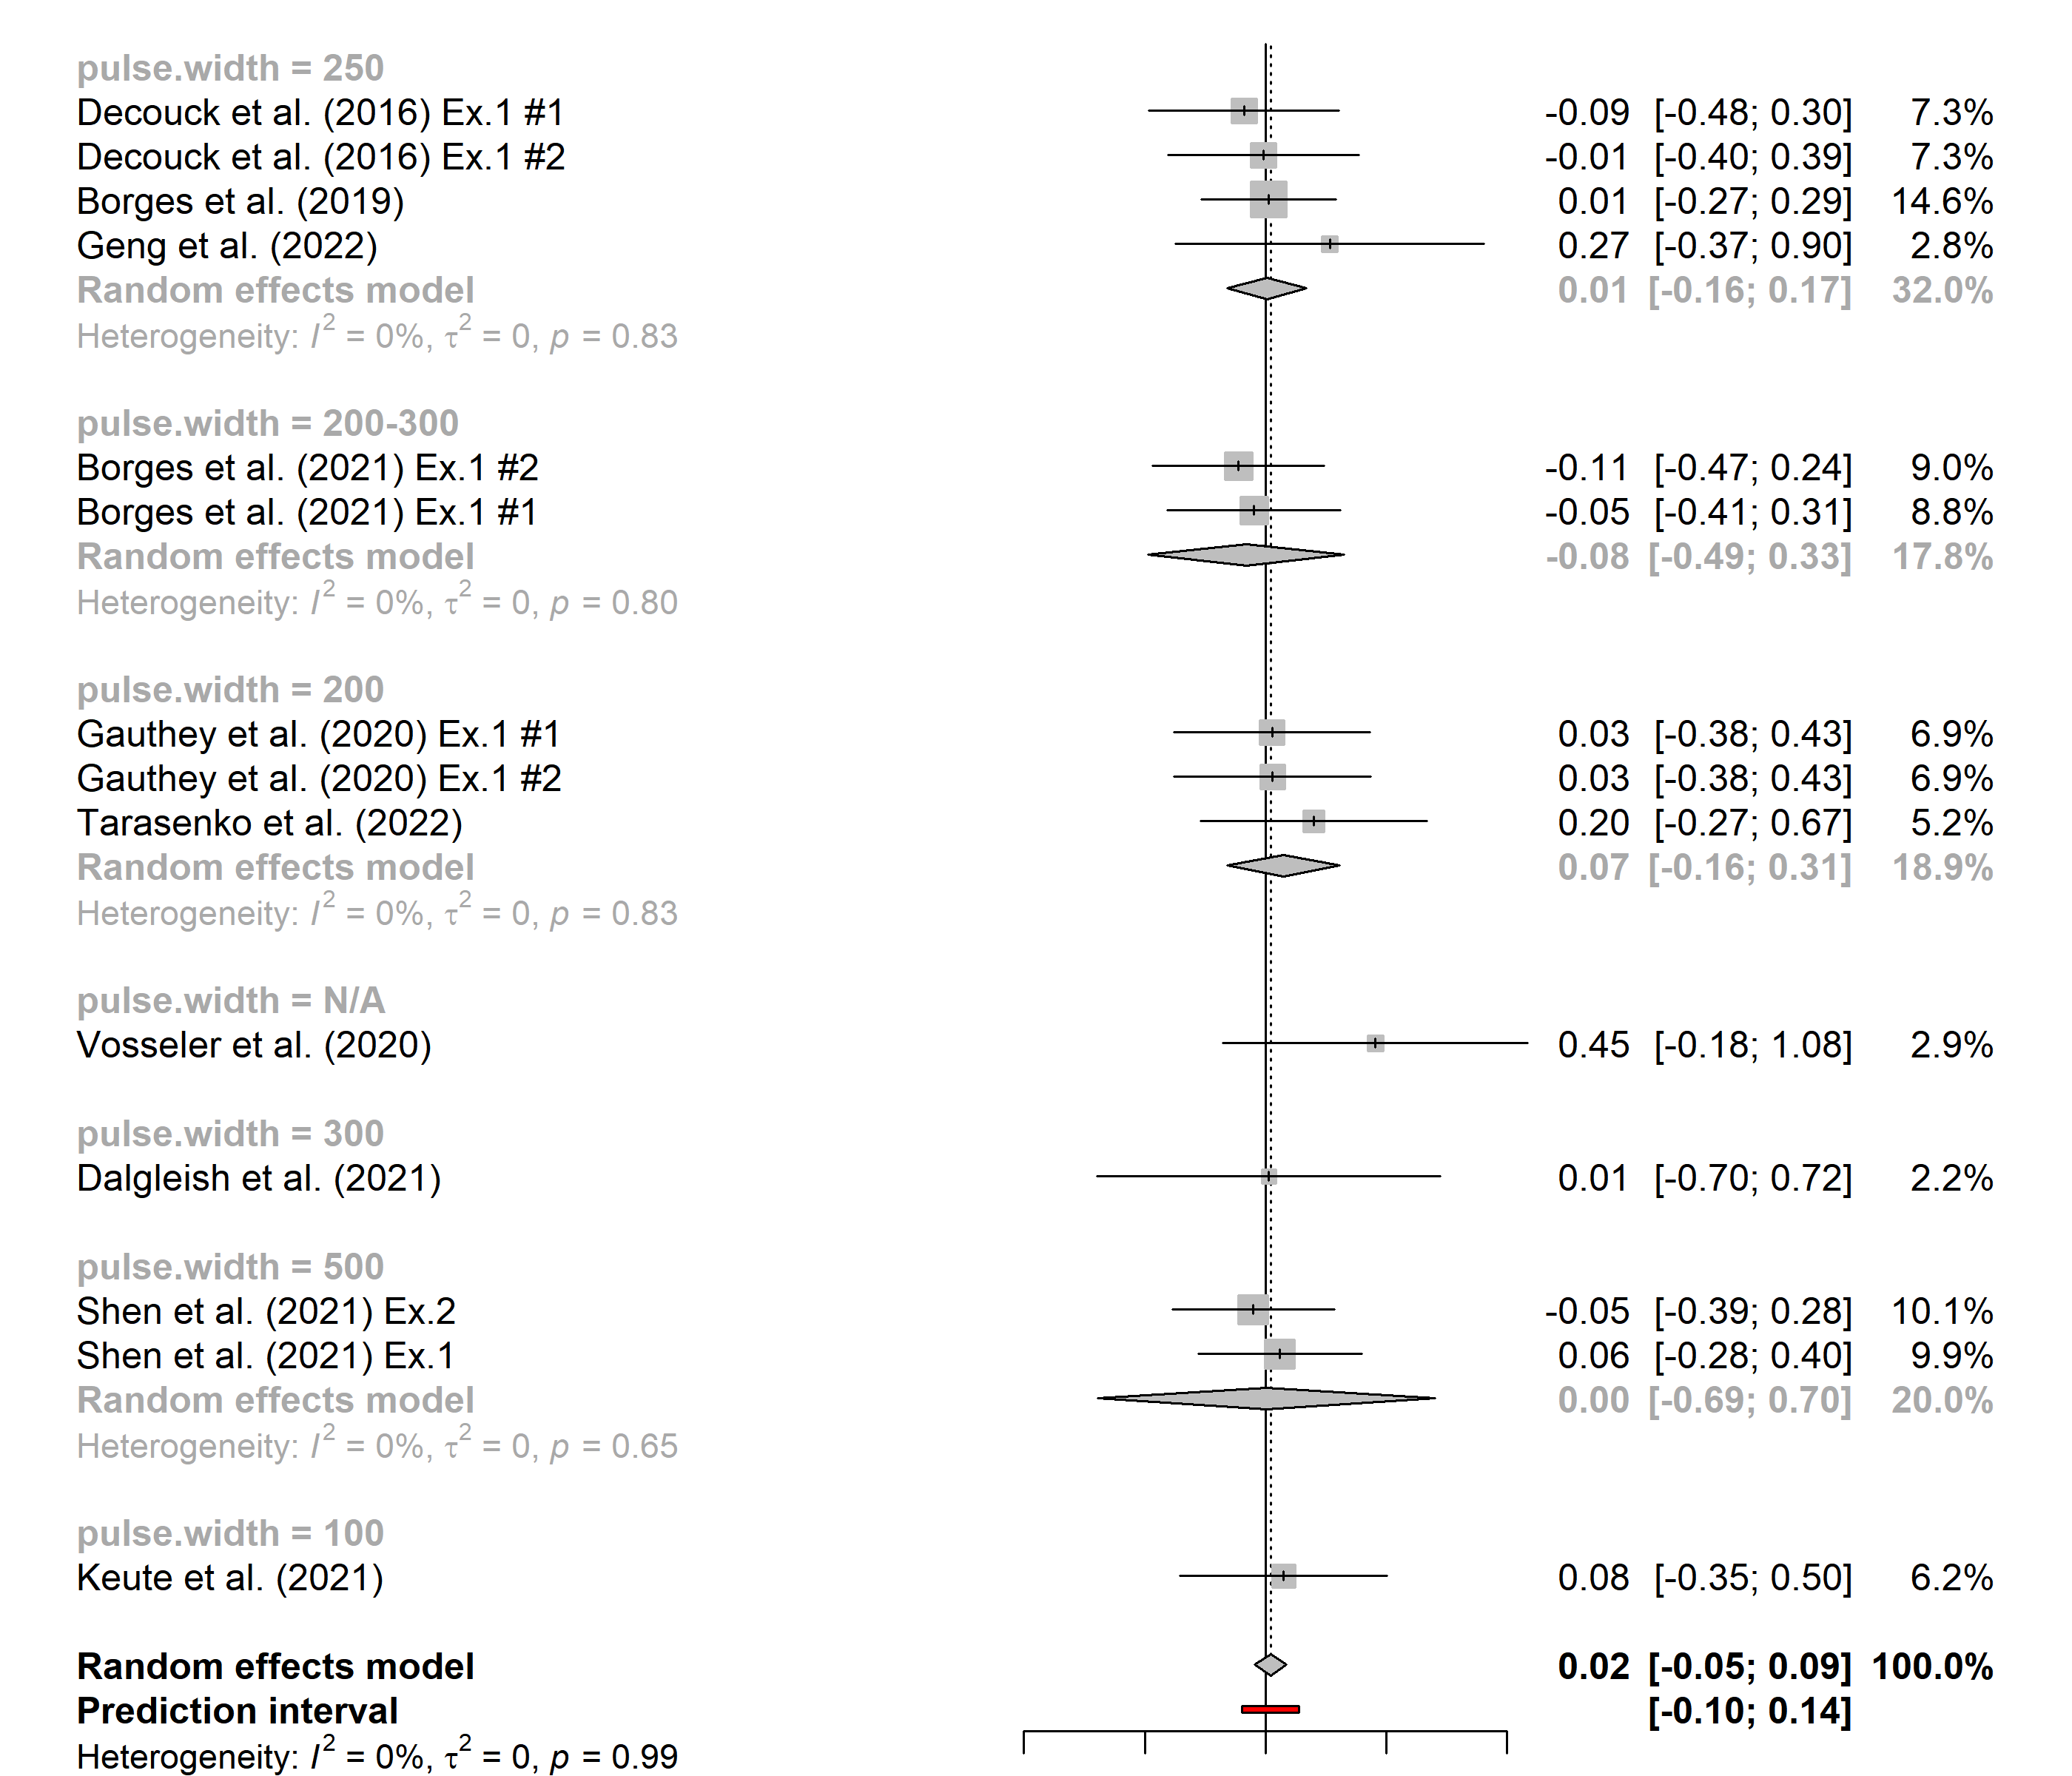 pulse.width = 250
Decouck et al. (2016) Ex.1 #1 -0.09 [-0.48; 0.30] 7.3%
Decouck et al. (2016) Ex.1 #2 -0.01 [-0.40; 0.39] 7.3%
Borges et al. (2019) 0.01 [-0.27; 0.29] 14.6%
Geng et al. (2022) 0.27 [-0.37; 0.90] 2.8%
Random effects model 0.01 [-0.16; 0.17] 32.0%
Heterogeneity: I² = 0%, τ² = 0, p = 0.83
pulse.width = 200-300
Borges et al. (2021) Ex.1 #2 -0.11 [-0.47; 0.24] 9.0%
Borges et al. (2021) Ex.1 #1 -0.05 [-0.41; 0.31] 8.8%
Random effects model -0.08 [-0.49; 0.33] 17.8%
Heterogeneity: I² = 0%, τ² = 0, p = 0.80
pulse.width = 200
Gauthey et al. (2020) Ex.1 #1 0.03 [-0.38; 0.43] 6.9%
Gauthey et al. (2020) Ex.1 #2 0.03 [-0.38; 0.43] 6.9%
Tarasenko et al. (2022) 0.20 [-0.27; 0.67] 5.2%
Random effects model 0.07 [-0.16; 0.31] 18.9%
Heterogeneity: I² = 0%, τ² = 0, p = 0.83
pulse.width = N/A
Vosseler et al. (2020) 0.45 [-0.18; 1.08] 2.9%
pulse.width = 300
Dalgleish et al. (2021) 0.01 [-0.70; 0.72] 2.2%
pulse.width = 500
Shen et al. (2021) Ex.2 -0.05 [-0.39; 0.28] 10.1%
Shen et al. (2021) Ex.1 0.06 [-0.28; 0.40] 9.9%
Random effects model 0.00 [-0.69; 0.70] 20.0%
Heterogeneity: I² = 0%, τ² = 0, p = 0.65
pulse.width = 100
Keute et al. (2021) 0.08 [-0.35; 0.50] 6.2%
Random effects model 0.02 [-0.05; 0.09] 100.0%
Prediction interval [-0.10; 0.14]
Heterogeneity: I² = 0%, τ² = 0, p = 0.99